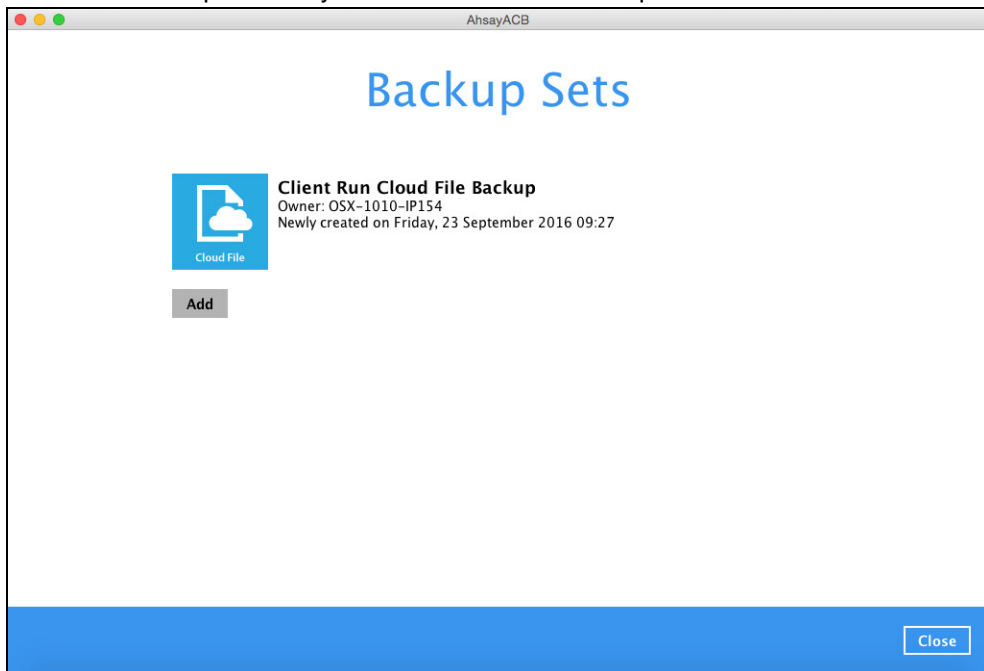 AhsayACB
Backup Sets
Client Run Cloud File Backup
Owner: OSX-1010-IP154
Newly created on Friday, 23 September 2016 09:27
Cloud File
Add
Close